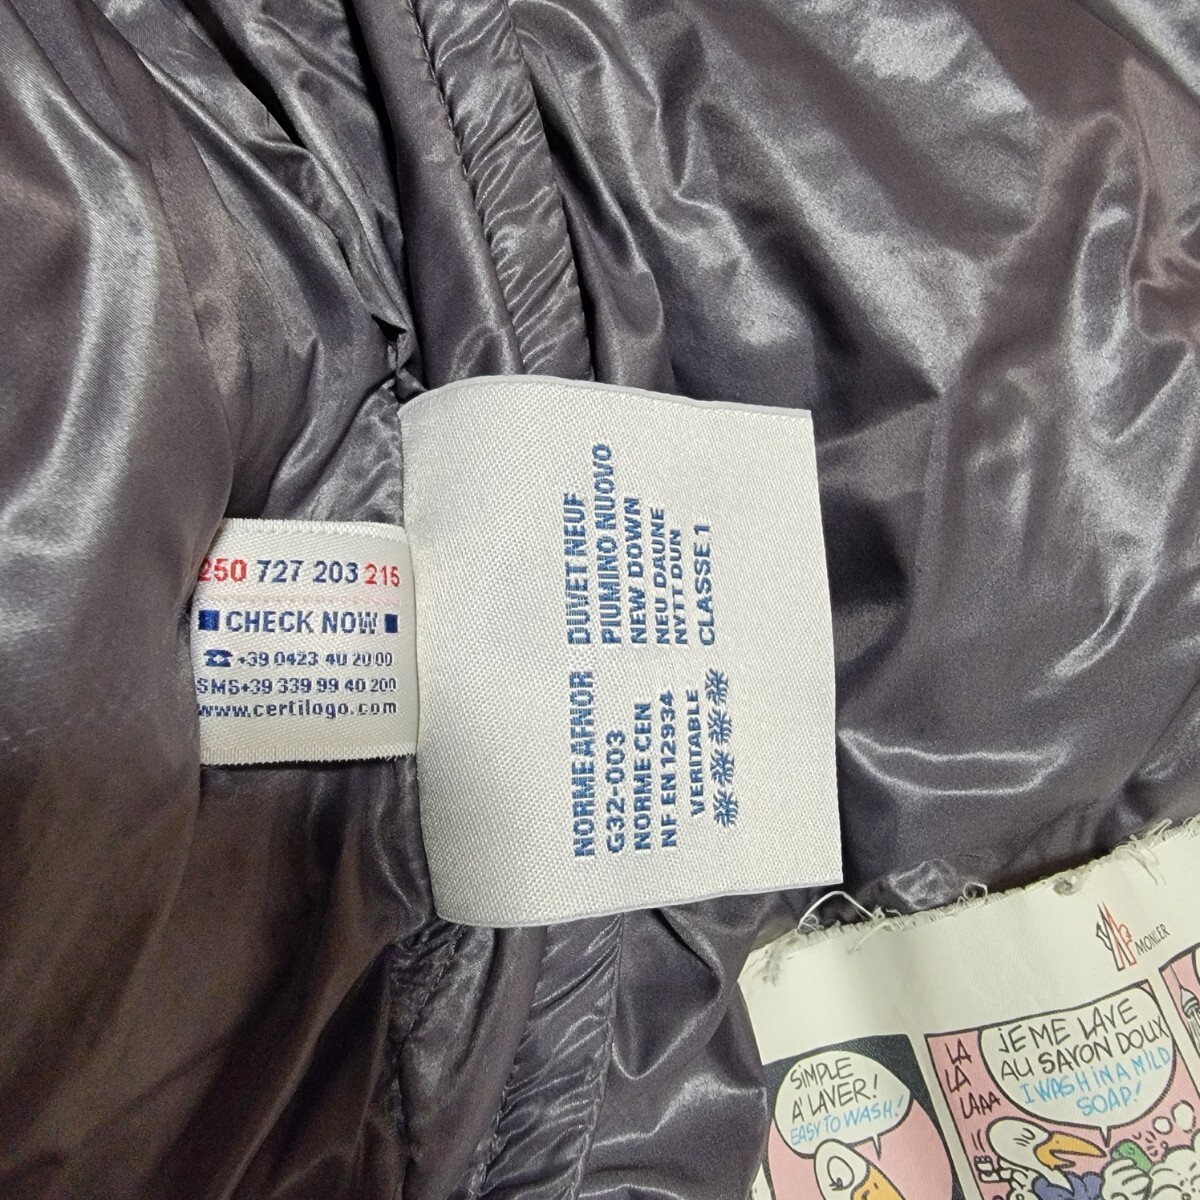 250 727 203 215
CHECK NOW
+39 0423 40 20 00
SMS+39 339 99 40 200
www.certilogo.com
DUVET NEUF
PIUMINO NUOVO
NEW DOWN
NEU DAUNE
NYTT DUN
CLASSE 1
NORME AFNOR
G32-003
NORME CEN
NF EN 12934
VERITABLE
MONCLER
SIMPLE
A' LAVER!
EASY TO WASH!
LA
LA
LAAA
JE ME LAVE
AU SAVON DOUX
I WASH IN A MILD
SOAP!